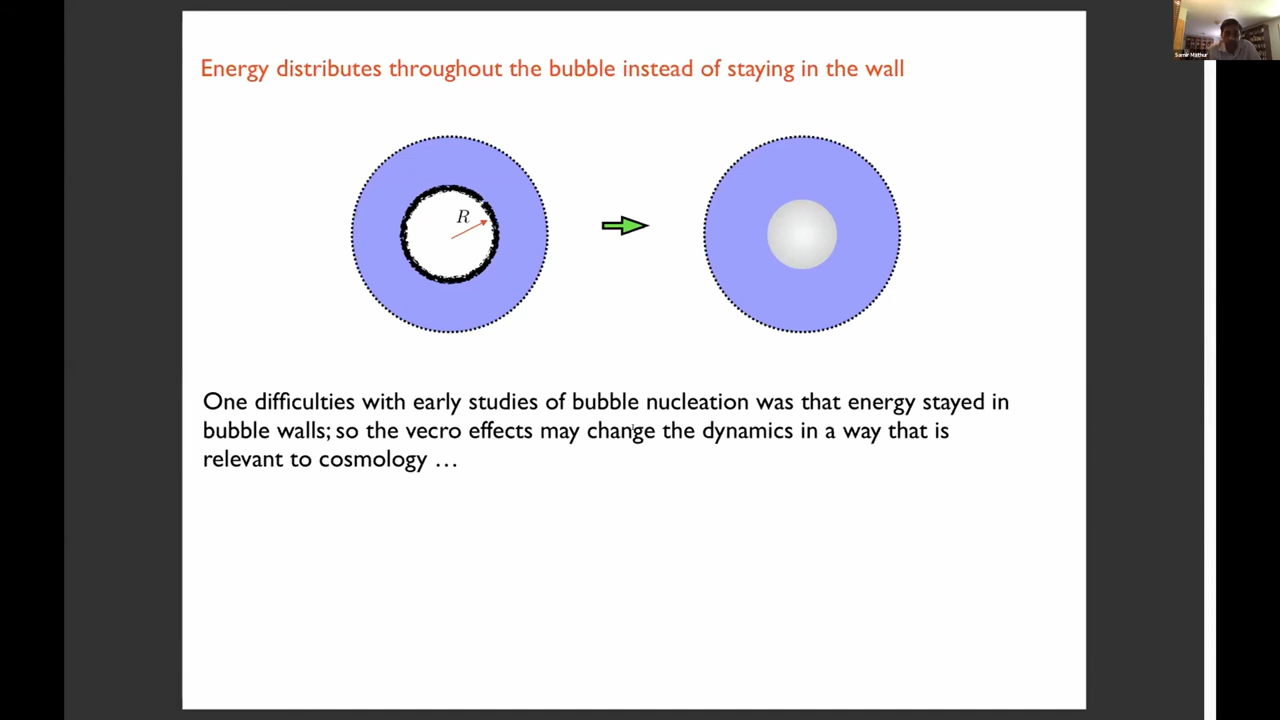 Samir Mathur
Energy distributes throughout the bubble instead of staying in the wall
R
One difficulties with early studies of bubble nucleation was that energy stayed in
bubble walls; so the vecro effects may change the dynamics in a way that is
relevant to cosmology …